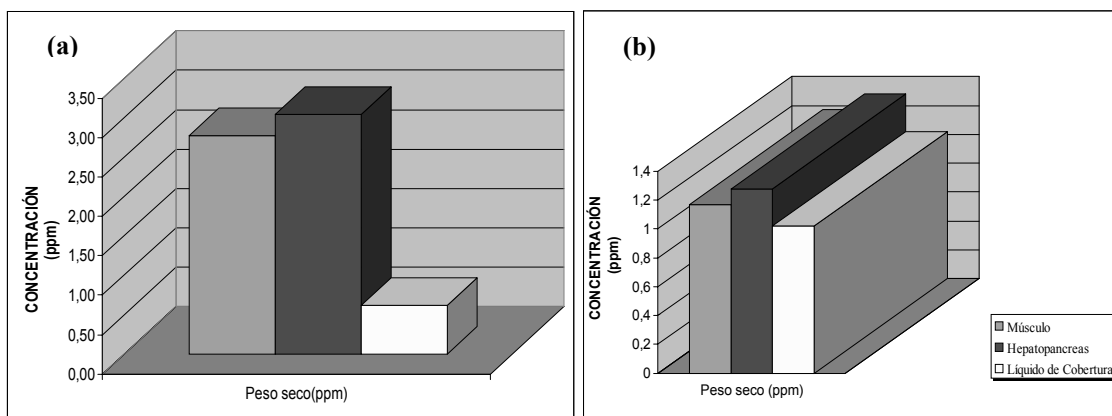 (a)
CONCENTRACIÓN
(ppm)
3,50
3,00
2,50
2,00
1,50
1,00
0,50
0,00
Peso seco(ppm)
(b)
CONCENTRACIÓN
(ppm)
1,4
1,2
1
0,8
0,6
0,4
0,2
0
Peso seco (ppm)
Músculo
Hepatopancreas
Líquido de Cobertura